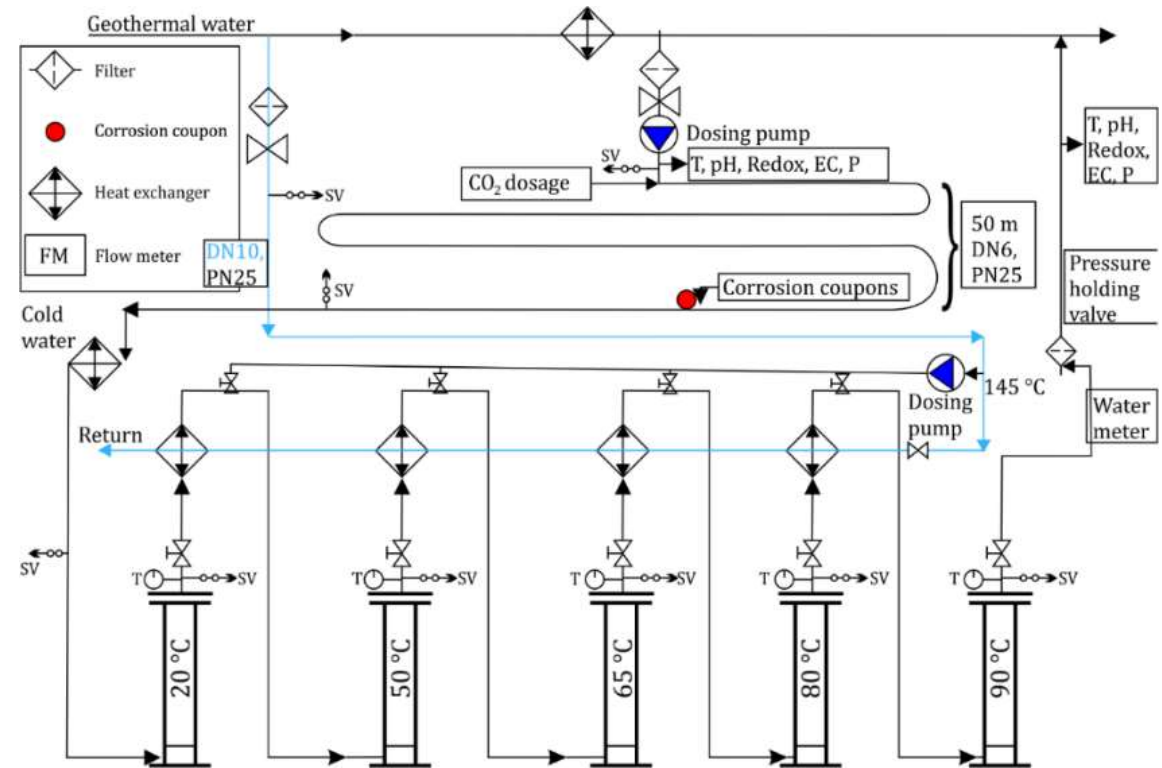 Geothermal water
Filter
Corrosion coupon
Heat exchanger
FM
Flow meter
DN10,
PN25
SV
Dosing pump
SV
T, pH, Redox, EC, P
CO₂ dosage
50 m
DN6,
PN25
T, pH,
Redox,
EC, P
Corrosion coupons
SV
Pressure
holding
valve
Cold
water
145 °C
Dosing
pump
Water
meter
Return
SV
T
SV
T
SV
T
SV
T
SV
T
SV
20 °C
50 °C
65 °C
80 °C
90 °C